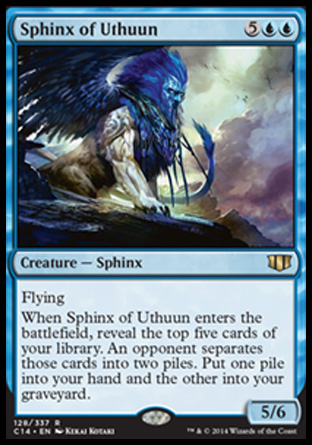 Sphinx of Uthuun 5
Creature — Sphinx
Flying
When Sphinx of Uthuun enters the
battlefield, reveal the top five cards of
your library. An opponent separates
those cards into two piles. Put one pile
into your hand and the other into your
graveyard.
5/6
128/337 R
C14 • EN Kekai Kotaki
™ & © 2014 Wizards of the Coast